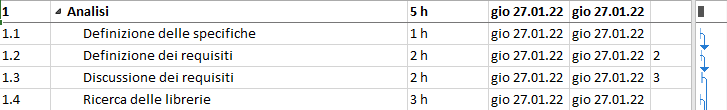 1 Analisi 5 h gio 27.01.22 gio 27.01.22
1.1 Definizione delle specifiche 1 h gio 27.01.22 gio 27.01.22
1.2 Definizione dei requisiti 2 h gio 27.01.22 gio 27.01.22 2
1.3 Discussione dei requisiti 2 h gio 27.01.22 gio 27.01.22 3
1.4 Ricerca delle librerie 3 h gio 27.01.22 gio 27.01.22